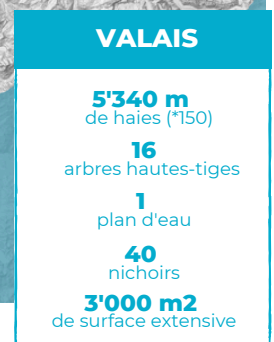 VALAIS
5'340 m
de haies (*150)
16
arbres hautes-tiges
1
plan d'eau
40
nichoirs
3'000 m2
de surface extensive